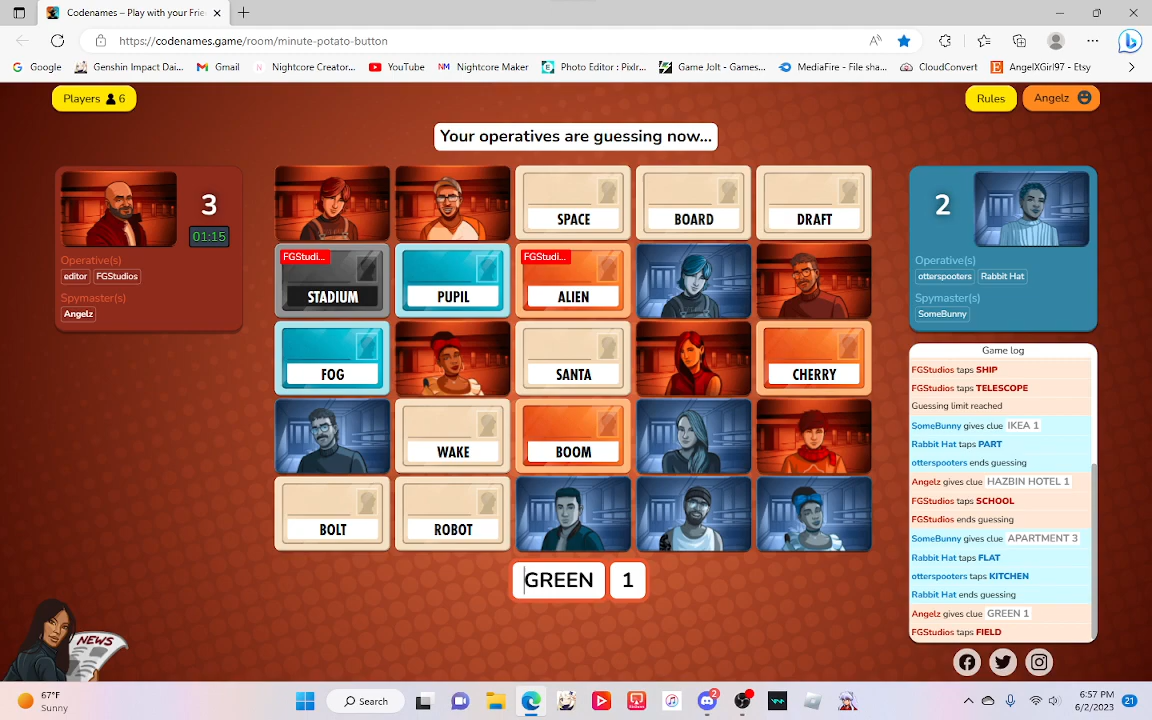 Codenames – Play with your Frie
https://codenames.game/room/minute-potato-button
Google
Genshin Impact Dai...
Gmail
Nightcore Creator...
YouTube
NM Nightcore Maker
Photo Editor : Pixlr...
Game Jolt - Games...
MediaFire - File sha...
CloudConvert
AngelXGirl97 - Etsy
Players 6
Rules
Angelz
Your operatives are guessing now...
3
01:15
Operative(s)
editor FGStudios
Spymaster(s)
Angelz
SPACE
BOARD
DRAFT
FGStudi...
STADIUM
PUPIL
FGStudi...
ALIEN
FOG
SANTA
CHERRY
WAKE
BOOM
BOLT
ROBOT
GREEN 1
NEWS
2
Operative(s)
otterspooters Rabbit Hat
Spymaster(s)
SomeBunny
Game log
FGStudios taps SHIP
FGStudios taps TELESCOPE
Guessing limit reached
SomeBunny gives clue IKEA 1
Rabbit Hat taps PART
otterspooters ends guessing
Angelz gives clue HAZBIN HOTEL 1
FGStudios taps SCHOOL
FGStudios ends guessing
SomeBunny gives clue APARTMENT 3
Rabbit Hat taps FLAT
otterspooters taps KITCHEN
Rabbit Hat ends guessing
Angelz gives clue GREEN 1
FGStudios taps FIELD
67°F
Sunny
Search
2
6:57 PM
6/2/2023
21